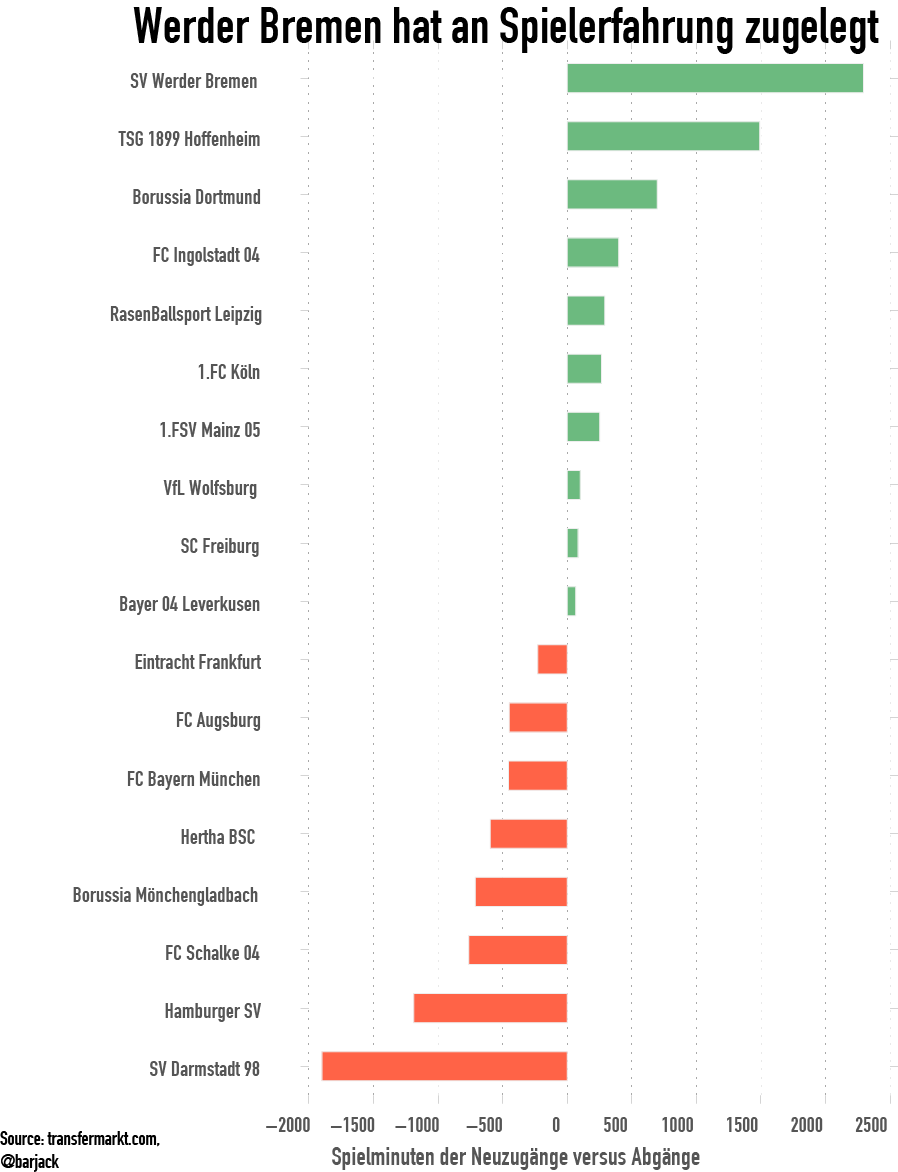 Werder Bremen hat an Spielerfahrung zugelegt
SV Werder Bremen
TSG 1899 Hoffenheim
Borussia Dortmund
FC Ingolstadt 04
RasenBallsport Leipzig
1.FC Köln
1.FSV Mainz 05
VfL Wolfsburg
SC Freiburg
Bayer 04 Leverkusen
Eintracht Frankfurt
FC Augsburg
FC Bayern München
Hertha BSC
Borussia Mönchengladbach
FC Schalke 04
Hamburger SV
SV Darmstadt 98
−2000 −1500 −1000 −500 0 500 1000 1500 2000 2500
Spielminuten der Neuzugänge versus Abgänge
Source: transfermarkt.com,
@barjack